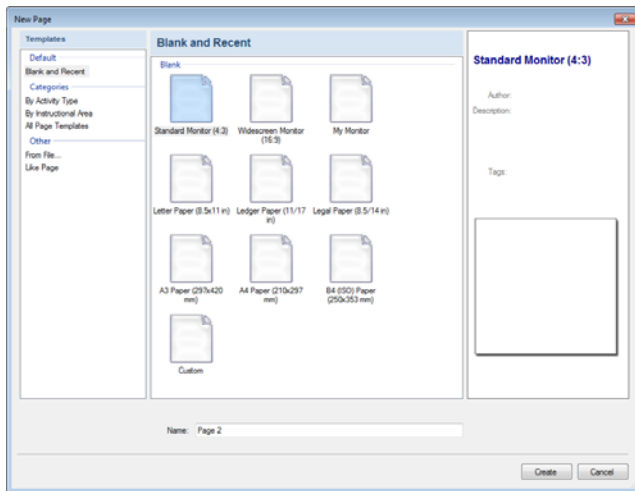 New Page
Templates
Default
Blank and Recent
Categories
By Activity Type
By Instructional Area
All Page Templates
Other
From File...
Like Page
Blank and Recent
Blank
Standard Monitor (4:3)
Widescreen Monitor
(16:9)
My Monitor
Letter Paper (8.5x11 in)
Ledger Paper (11/17
in)
Legal Paper (8.5/14 in)
A3 Paper (297x420
mm)
A4 Paper (210x297
mm)
B4 (ISO) Paper
(250x353 mm)
Custom
Standard Monitor (4:3)
Author:
Description:
Tags:
Name: Page 2
Create
Cancel